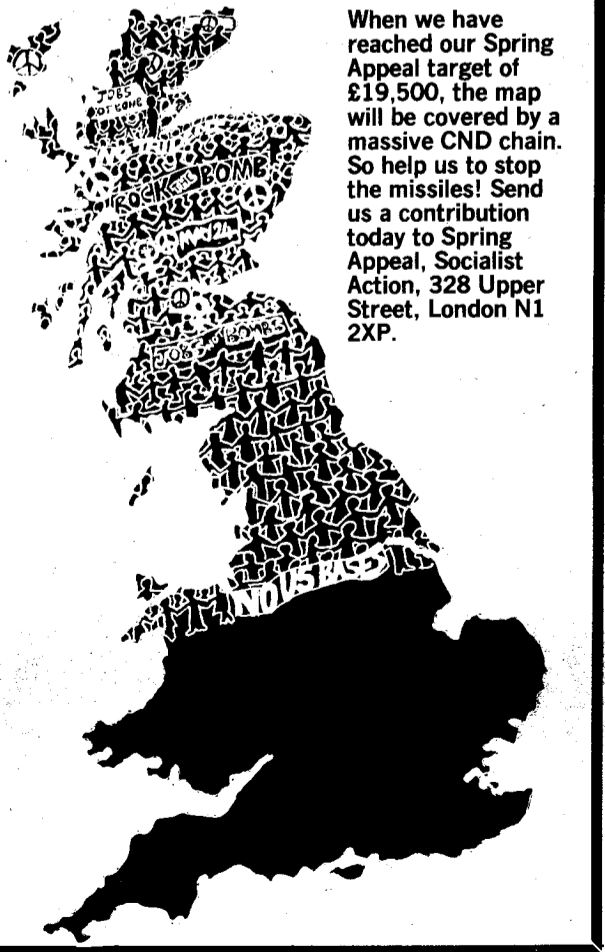 When we have
reached our Spring
Appeal target of
£19,500, the map
will be covered by a
massive CND chain.
So help us to stop
the missiles! Send
us a contribution
today to Spring
Appeal, Socialist
Action, 328 Upper
Street, London N1
2XP.
JOBS
NOT BOMBS
ROCK THE BOMB
MAY 24
JOBS NOT BOMBS
NO US BASES